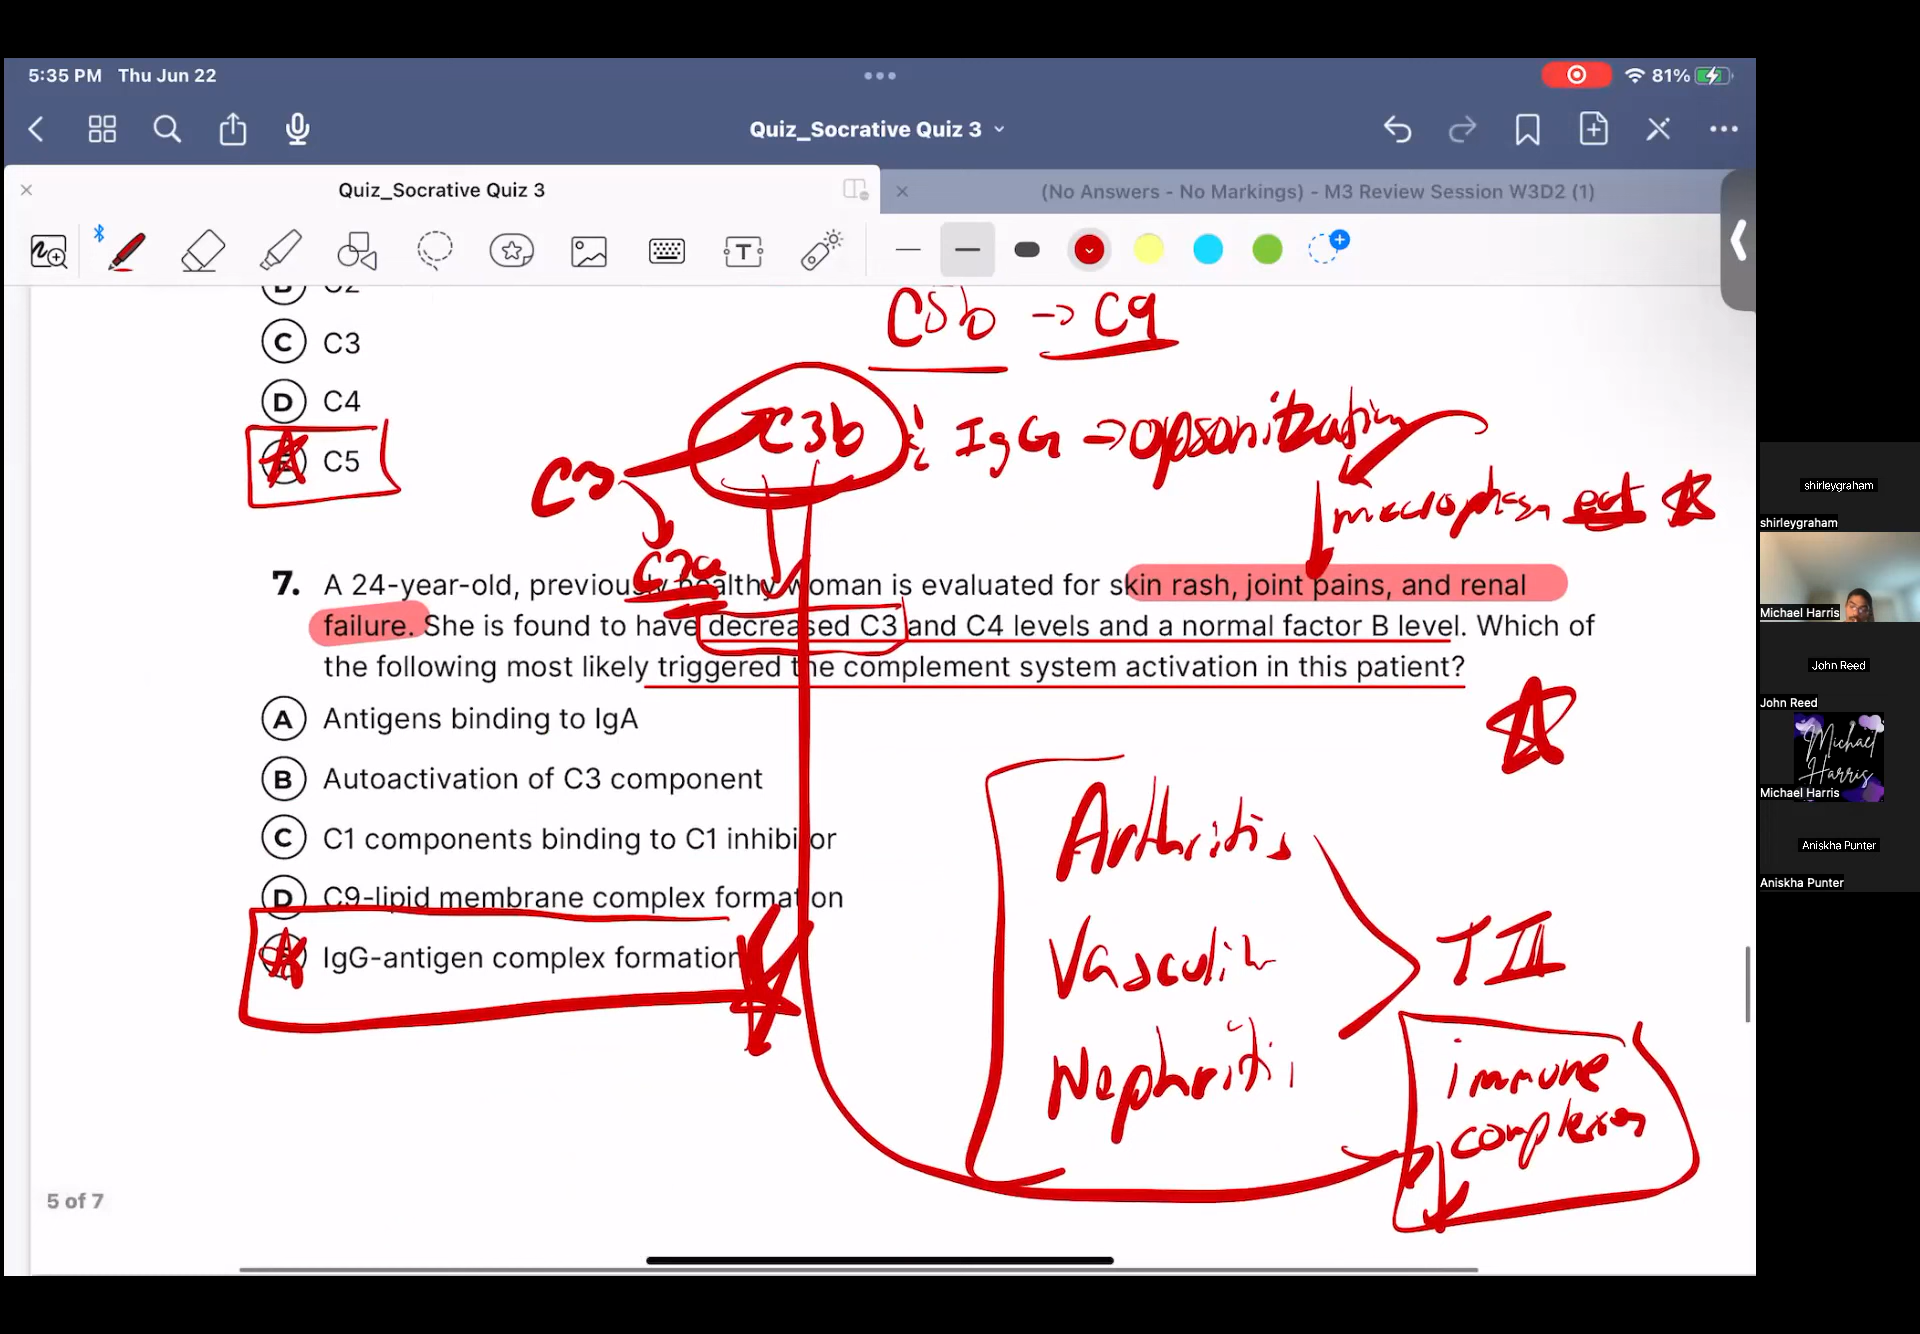 5:35 PM Thu Jun 22
81%
Quiz_Socrative Quiz 3
Quiz_Socrative Quiz 3
(No Answers - No Markings) - M3 Review Session W3D2 (1)
T
B C2
C5b → C9
C C3
D C4
C3b
IgG → opsonization
C5
C3
macrophage eat
C3a
7. A 24-year-old, previously healthy woman is evaluated for skin rash, joint pains, and renal
failure. She is found to have decreased C3 and C4 levels and a normal factor B level. Which of
the following most likely triggered the complement system activation in this patient?
A Antigens binding to IgA
B Autoactivation of C3 component
C C1 components binding to C1 inhibitor
D C9-lipid membrane complex formation
IgG-antigen complex formation
Arthritis
Vasculitis
Nephritis
TIII
immune
complexes
5 of 7
shirleygraham
shirleygraham
Michael Harris
John Reed
John Reed
Michael
Harris
Michael Harris
Aniskha Punter
Aniskha Punter